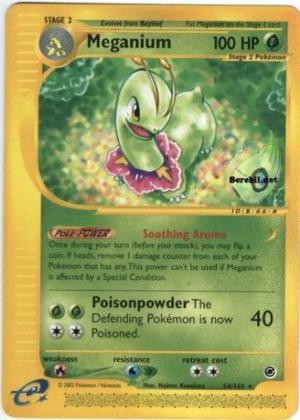 STAGE 2
Evolves from Bayleef
Put Meganium on the Stage 1 card
Meganium 100 HP
Stage 2 Pokémon
Serebii.net
Poké-POWER Soothing Aroma
Once during your turn (before your attack), you may flip a
coin. If heads, remove 1 damage counter from each of your
Pokémon that has any. This power can't be used if Meganium
is affected by a Special Condition.
Poisonpowder The
Defending Pokémon is now
Poisoned.
40
weakness resistance retreat cost
© 2002 Pokémon / Nintendo
Illus. Hajime Kusajima
54/165
e